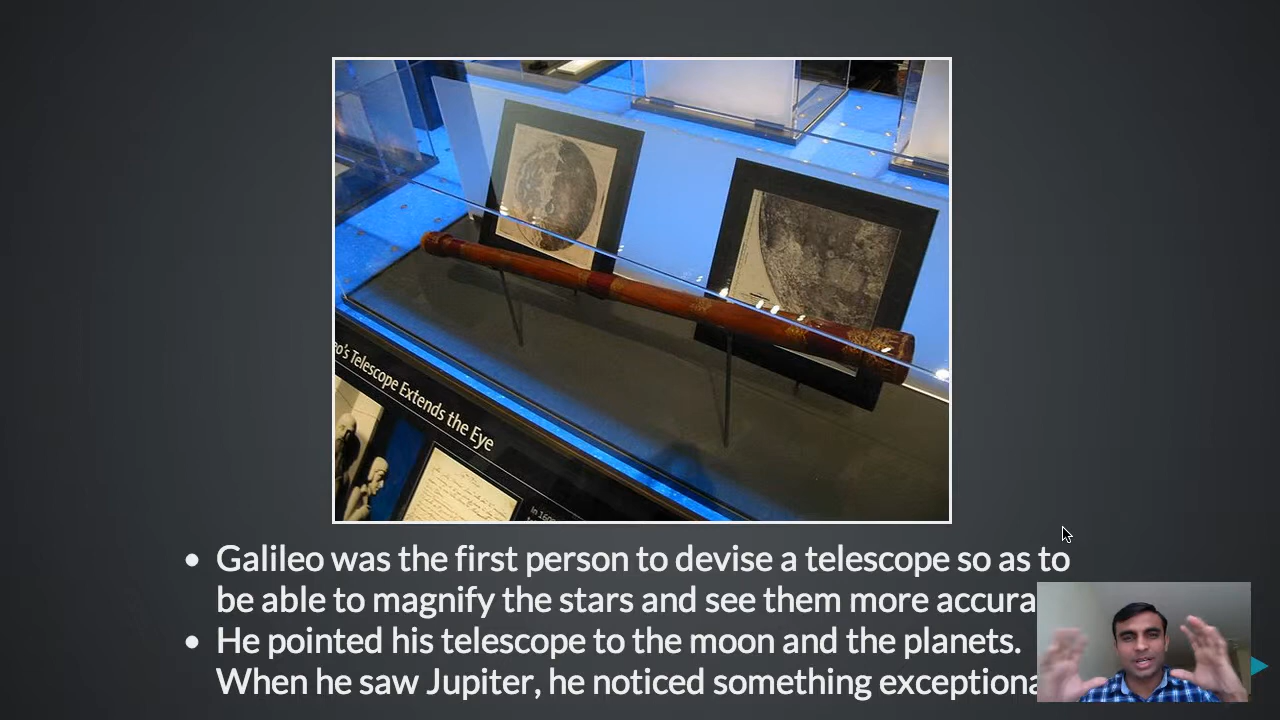 Telescope Extends the Eye
• Galileo was the first person to devise a telescope so as to
be able to magnify the stars and see them more
• He pointed his telescope to the moon and the planets.
When he saw Jupiter, he noticed something